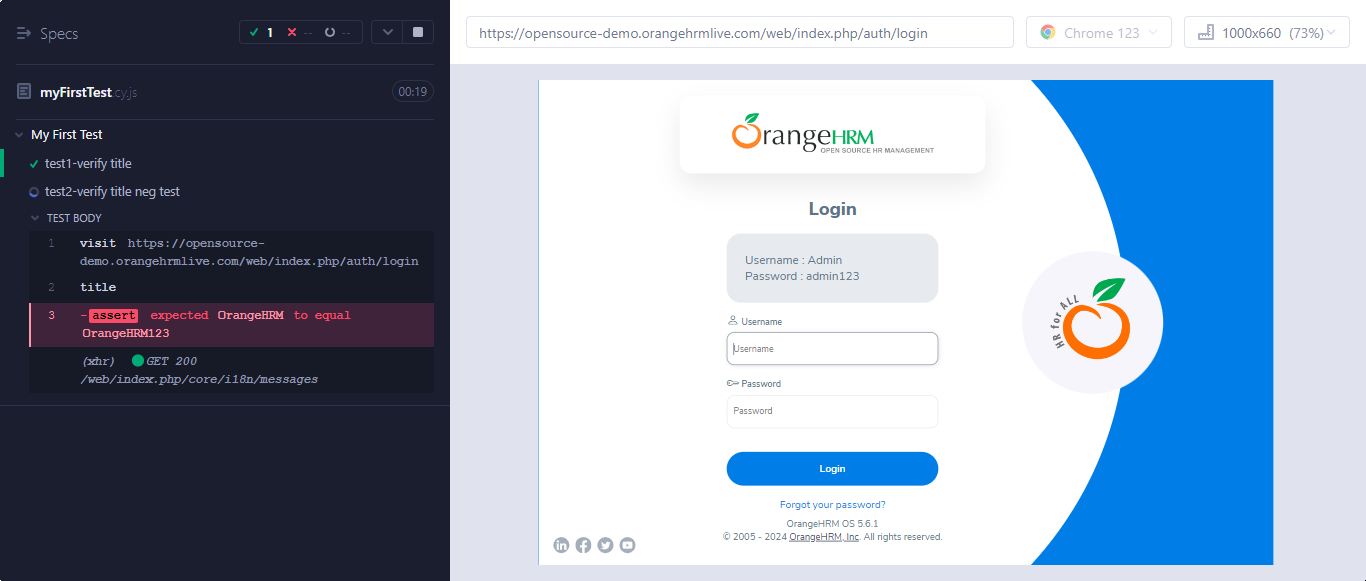 Specs
1
--
--
https://opensource-demo.orangehrmlive.com/web/index.php/auth/login
Chrome 123
1000x660 (73%)
myFirstTest.cy.js
00:19
My First Test
test1-verify title
test2-verify title neg test
TEST BODY
1 visit https://opensource-
demo.orangehrmlive.com/web/index.php/auth/login
2 title
3 -assert expected OrangeHRM to equal
OrangeHRM123
(xhr) GET 200
/web/index.php/core/i18n/messages
OrangeHRM
OPEN SOURCE HR MANAGEMENT
Login
Username : Admin
Password : admin123
Username
Username
Password
Password
Login
Forgot your password?
OrangeHRM OS 5.6.1
© 2005 - 2024 OrangeHRM, Inc. All rights reserved.
HR for ALL